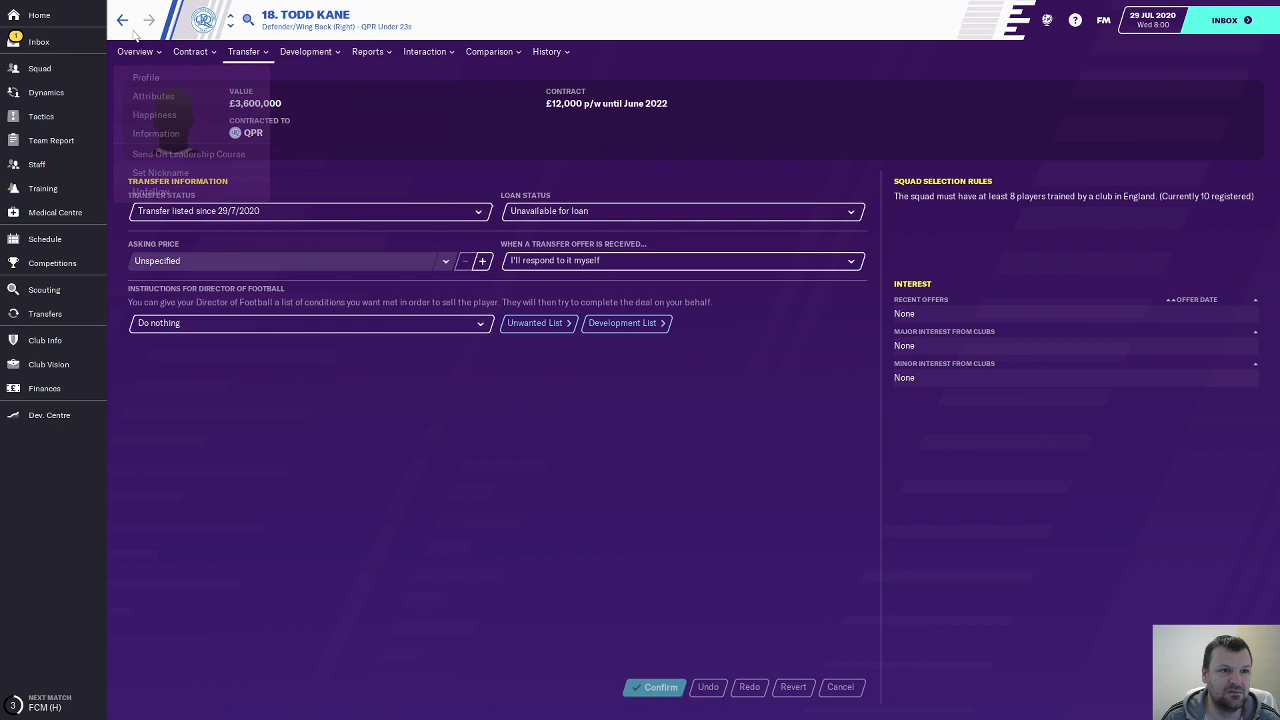 18. TODD KANE
Defender/Wing Back (Right) - QPR Under 23s
? FM
29 JUL 2020
Wed 8:00
INBOX
Overview Contract Transfer Development Reports Interaction Comparison History
1
Inbox
Squad
Dynamics
Tactics
Team Report
Staff
Training
Medical Centre
Competitions
Scouting
Transfers
Club Info
Club Vision
Finances
Dev. Centre
NEXT MATCH
3 FCM (H)
Profile
Attributes
Happiness
Information
Send On Leadership Course
Set Nickname
Unfollow
VALUE
£3,600,000
CONTRACTED TO
QPR
CONTRACT
£12,000 p/w until June 2022
TRANSFER INFORMATION
TRANSFER STATUS
Transfer listed since 29/7/2020
LOAN STATUS
Unavailable for loan
ASKING PRICE
Unspecified
− +
WHEN A TRANSFER OFFER IS RECEIVED...
I'll respond to it myself
INSTRUCTIONS FOR DIRECTOR OF FOOTBALL
You can give your Director of Football a list of conditions you want met in order to sell the player. They will then try to complete the deal on your behalf.
Do nothing
Unwanted List
Development List
SQUAD SELECTION RULES
The squad must have at least 8 players trained by a club in England. (Currently 10 registered)
INTEREST
RECENT OFFERS OFFER DATE
None
MAJOR INTEREST FROM CLUBS
None
MINOR INTEREST FROM CLUBS
None
Confirm Undo Redo Revert Cancel